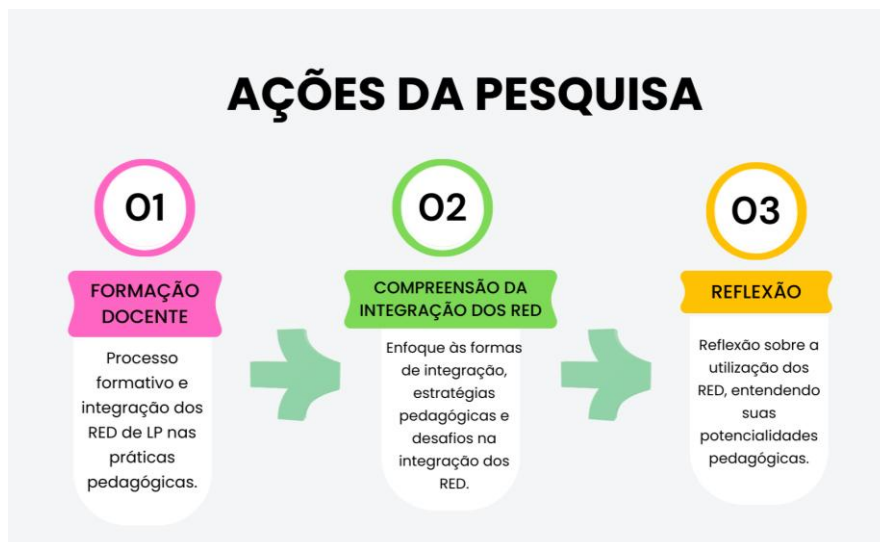 AÇÕES DA PESQUISA
01
FORMAÇÃO
DOCENTE
Processo
formativo e
integração dos
RED de LP nas
práticas
pedagógicas.
02
COMPREENSÃO DA
INTEGRAÇÃO DOS RED
Enfoque às formas
de integração,
estratégias
pedagógicas e
desafios na
integração dos
RED.
03
REFLEXÃO
Reflexão sobre a
utilização dos
RED, entendendo
suas
potencialidades
pedagógicas.